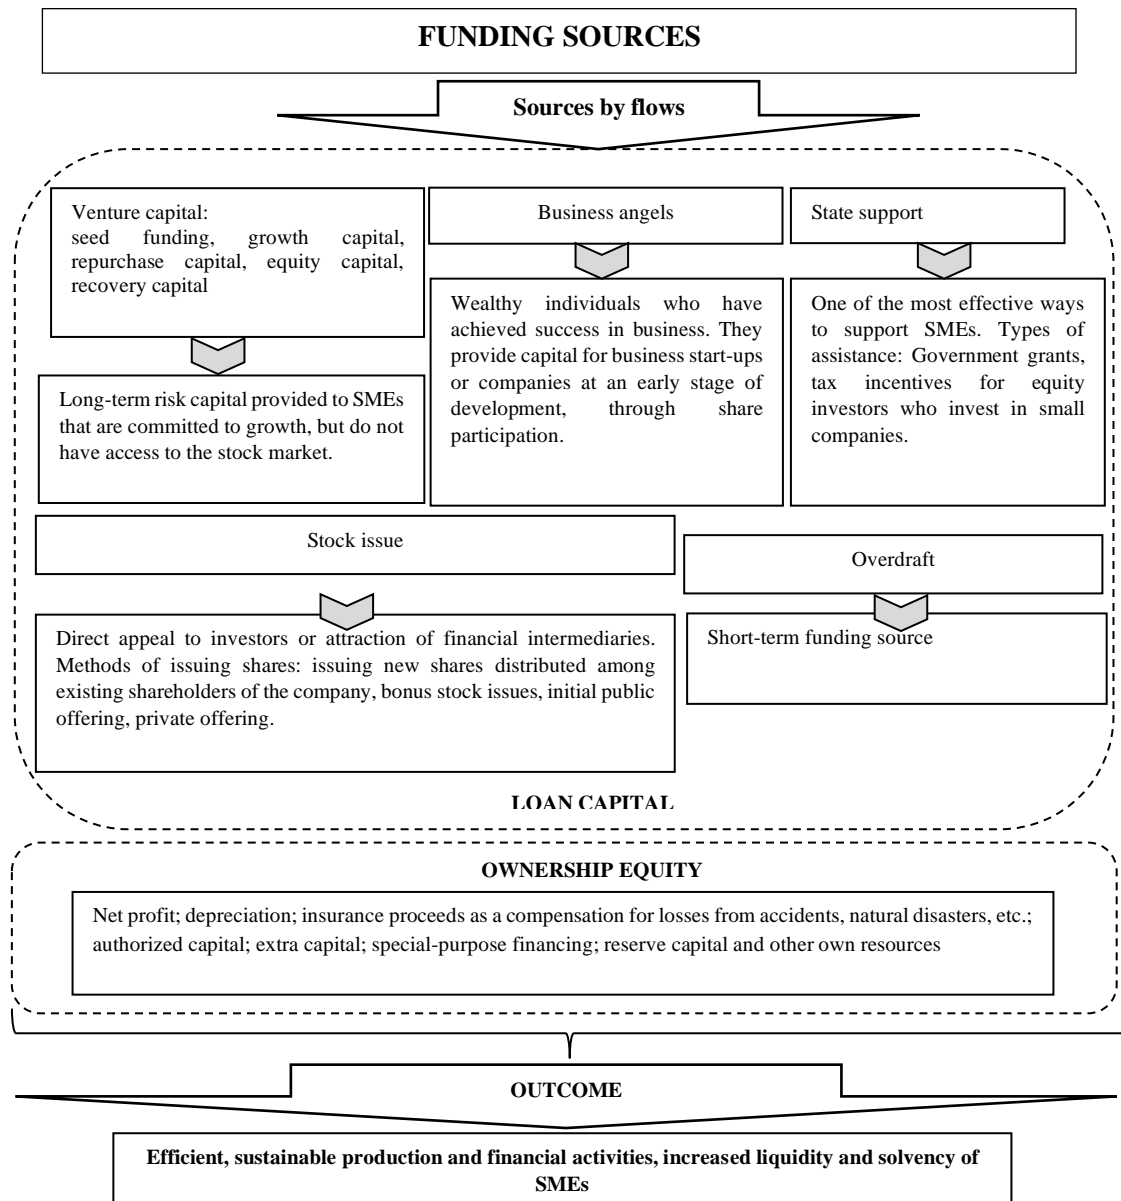 FUNDING SOURCES
Sources by flows
Venture capital:
seed funding, growth capital,
repurchase capital, equity capital,
recovery capital
Long-term risk capital provided to SMEs
that are committed to growth, but do not
have access to the stock market.
Business angels
Wealthy individuals who have
achieved success in business. They
provide capital for business start-ups
or companies at an early stage of
development, through share
participation.
State support
One of the most effective ways
to support SMEs. Types of
assistance: Government grants,
tax incentives for equity
investors who invest in small
companies.
Stock issue
Direct appeal to investors or attraction of financial intermediaries.
Methods of issuing shares: issuing new shares distributed among
existing shareholders of the company, bonus stock issues, initial public
offering, private offering.
Overdraft
Short-term funding source
LOAN CAPITAL
OWNERSHIP EQUITY
Net profit; depreciation; insurance proceeds as a compensation for losses from accidents, natural disasters, etc.;
authorized capital; extra capital; special-purpose financing; reserve capital and other own resources
OUTCOME
Efficient, sustainable production and financial activities, increased liquidity and solvency of
SMEs